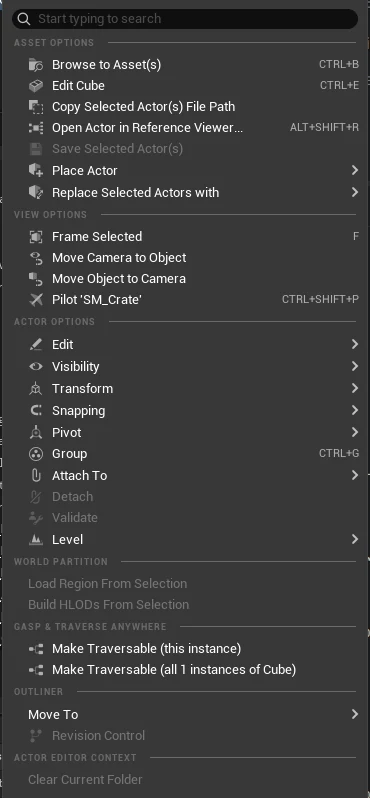 Start typing to search
ASSET OPTIONS
Browse to Asset(s) CTRL+B
Edit Cube CTRL+E
Copy Selected Actor(s) File Path
Open Actor in Reference Viewer... ALT+SHIFT+R
Save Selected Actor(s)
Place Actor
Replace Selected Actors with
VIEW OPTIONS
Frame Selected F
Move Camera to Object
Move Object to Camera
Pilot 'SM_Crate' CTRL+SHIFT+P
ACTOR OPTIONS
Edit
Visibility
Transform
Snapping
Pivot
Group CTRL+G
Attach To
Detach
Validate
Level
WORLD PARTITION
Load Region From Selection
Build HLODs From Selection
GASP & TRAVERSE ANYWHERE
Make Traversable (this instance)
Make Traversable (all 1 instances of Cube)
OUTLINER
Move To
Revision Control
ACTOR EDITOR CONTEXT
Clear Current Folder